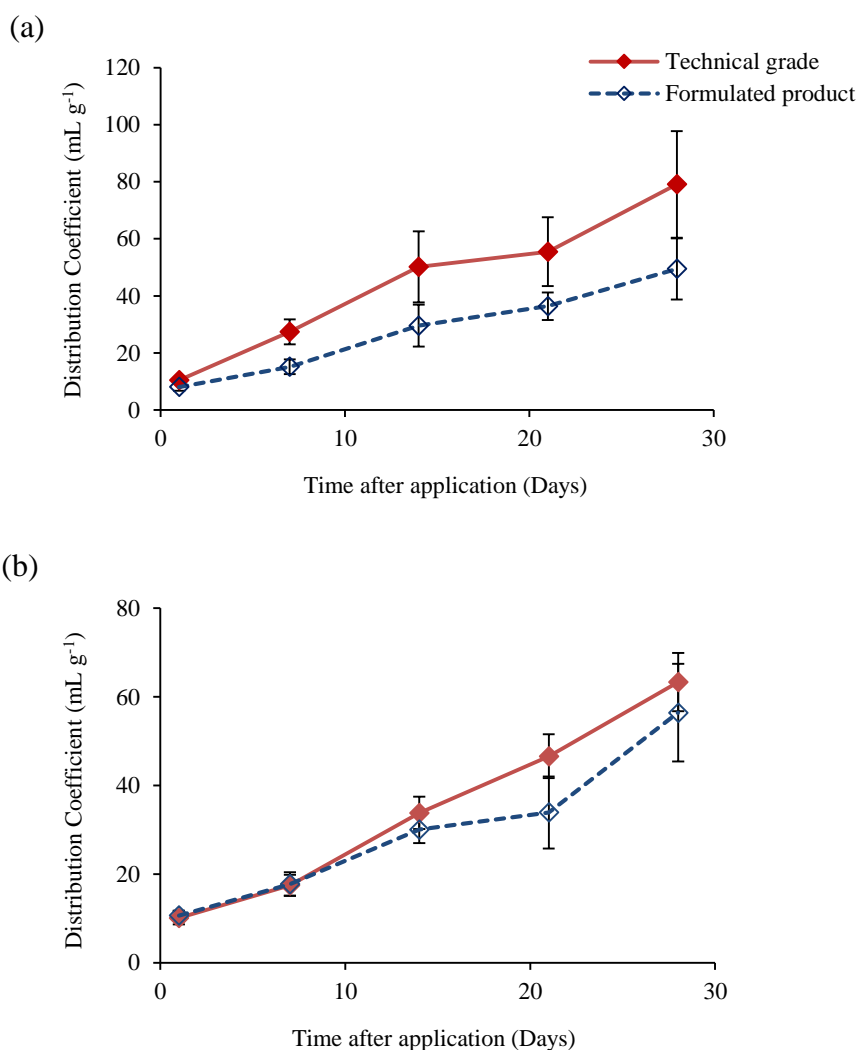 (a)
Technical grade
Formulated product
Distribution Coefficient (mL g⁻¹)
120
100
80
60
40
20
0
0 10 20 30
Time after application (Days)
(b)
Distribution Coefficient (mL g⁻¹)
80
60
40
20
0
0 10 20 30
Time after application (Days)